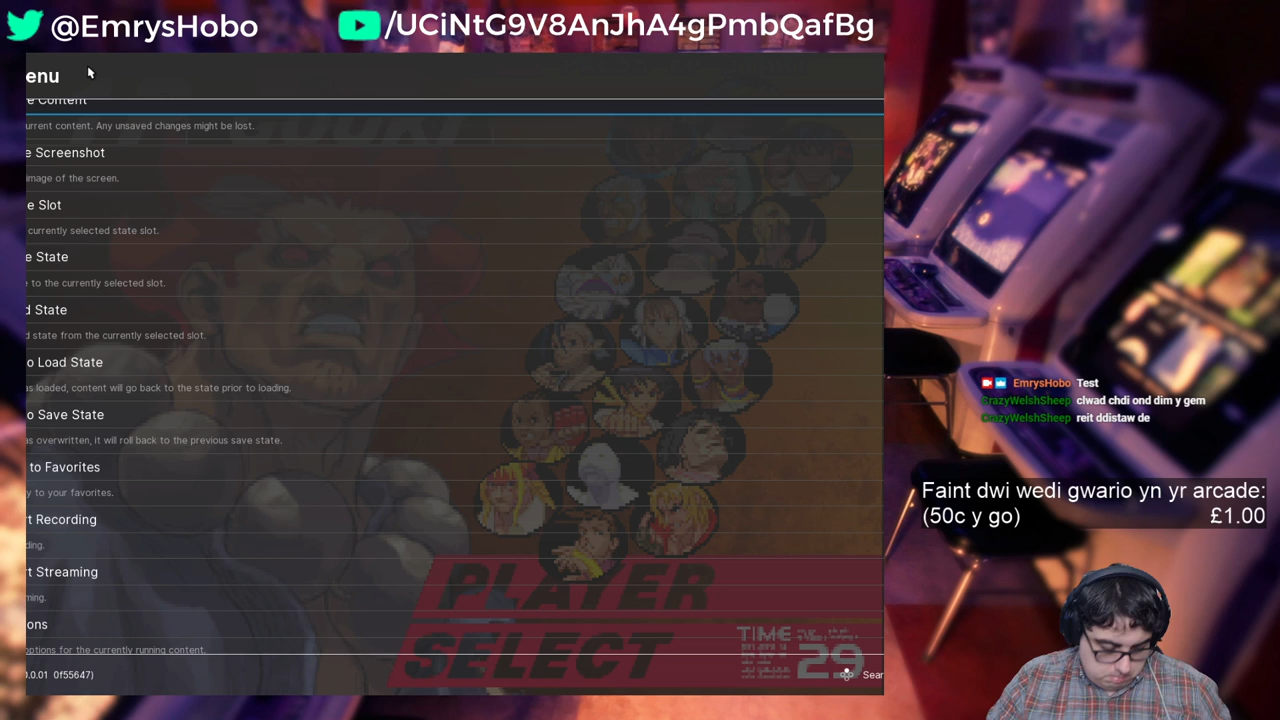 @EmrysHobo
/UCiNtG9V8AnJhA4gPmbQafBg
enu
e Content
urrent content. Any unsaved changes might be lost.
e Screenshot
image of the screen.
e Slot
currently selected state slot.
e State
e to the currently selected slot.
d State
d state from the currently selected slot.
o Load State
as loaded, content will go back to the state prior to loading.
o Save State
as overwritten, it will roll back to the previous save state.
to Favorites
y to your favorites.
rt Recording
ding.
rt Streaming
ming.
ions
options for the currently running content.
0.0.01 0f55647)
Sear
PLAYER
SELECT
TIME
29
EmrysHobo Test
CrazyWelshSheep clwad chdi ond dim y gem
CrazyWelshSheep reit ddistaw de
Faint dwi wedi gwario yn yr arcade:
(50c y go) £1.00